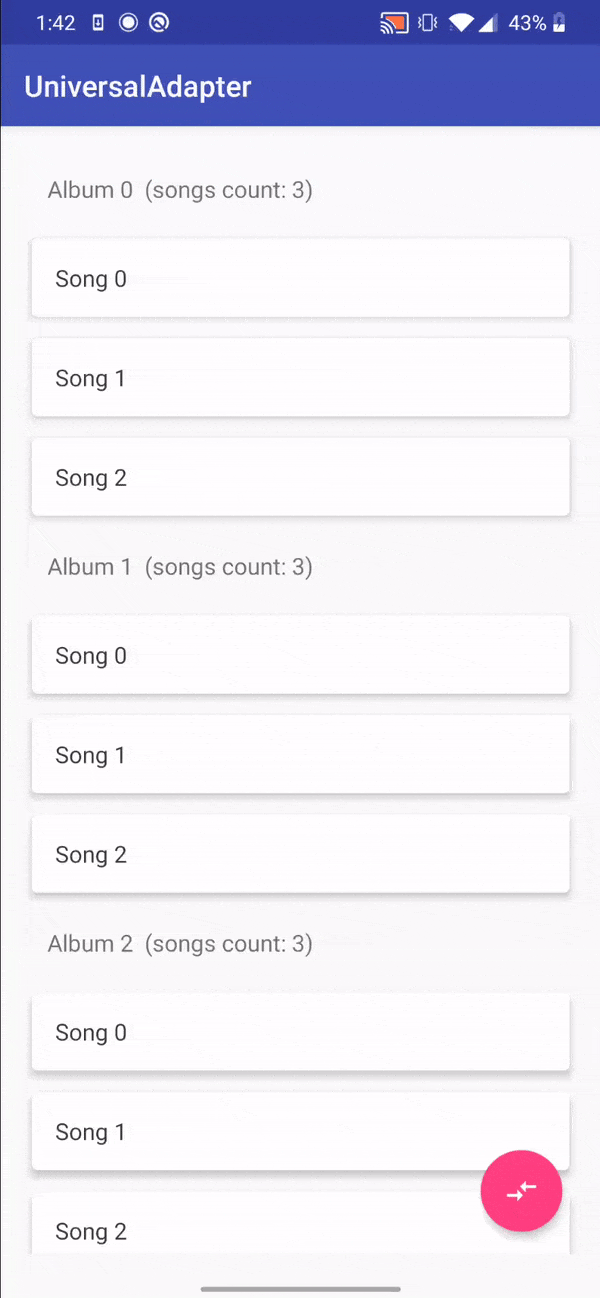 1:42 43%
UniversalAdapter
Album 0 (songs count: 3)
Song 0
Song 1
Song 2
Album 1 (songs count: 3)
Song 0
Song 1
Song 2
Album 2 (songs count: 3)
Song 0
Song 1
Song 2